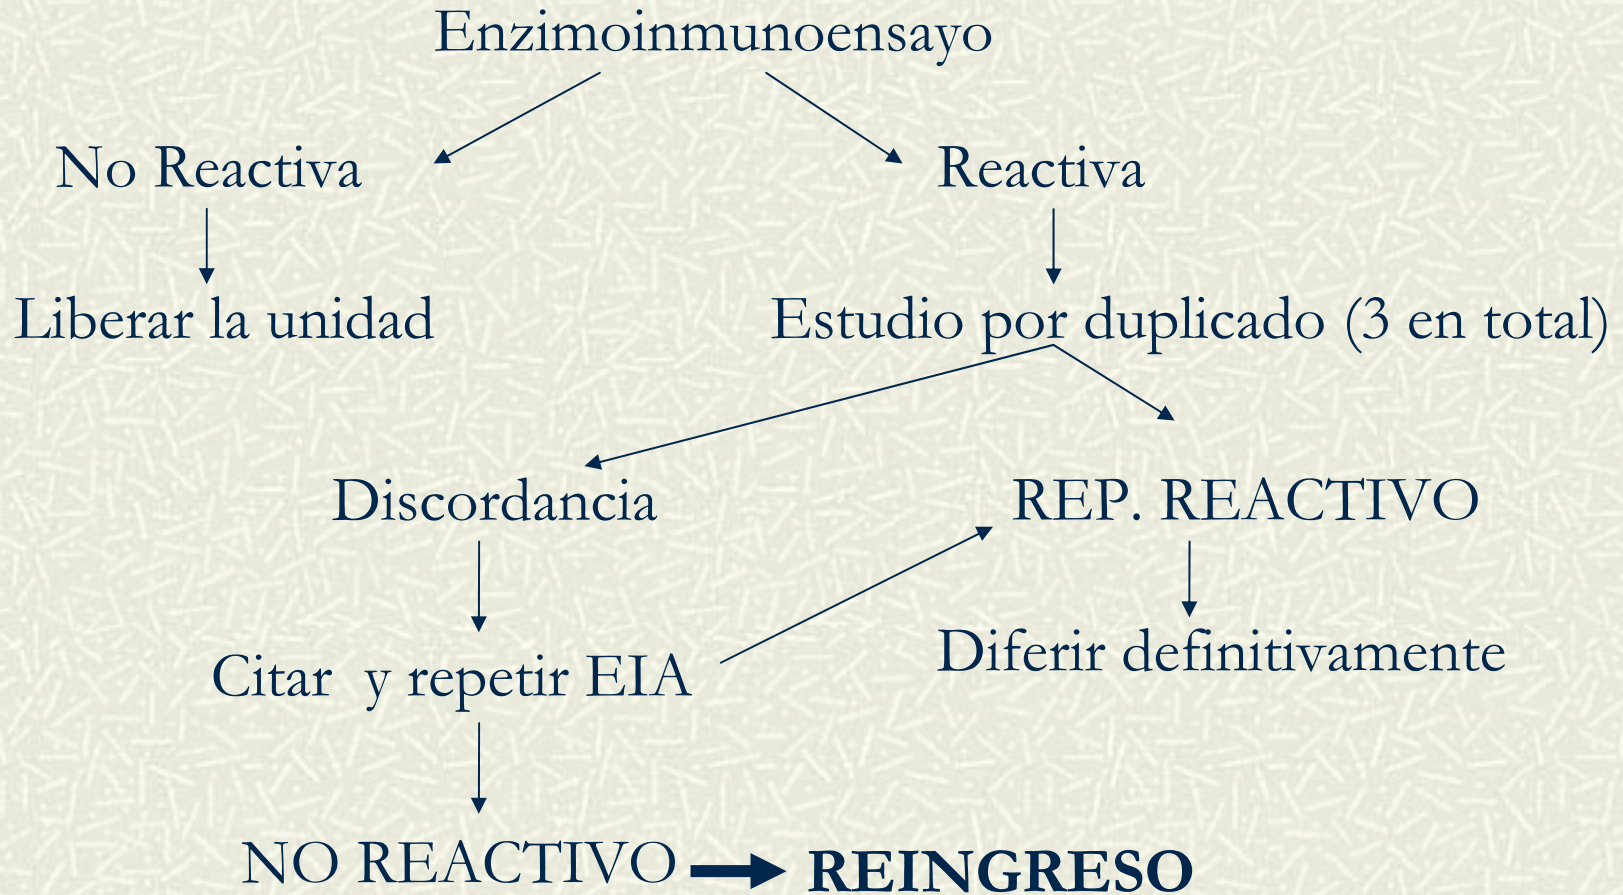 Enzimoinmunoensayo
No Reactiva
Reactiva
Liberar la unidad
Estudio por duplicado (3 en total)
Discordancia
REP. REACTIVO
Citar y repetir EIA
Diferir definitivamente
NO REACTIVO
REINGRESO